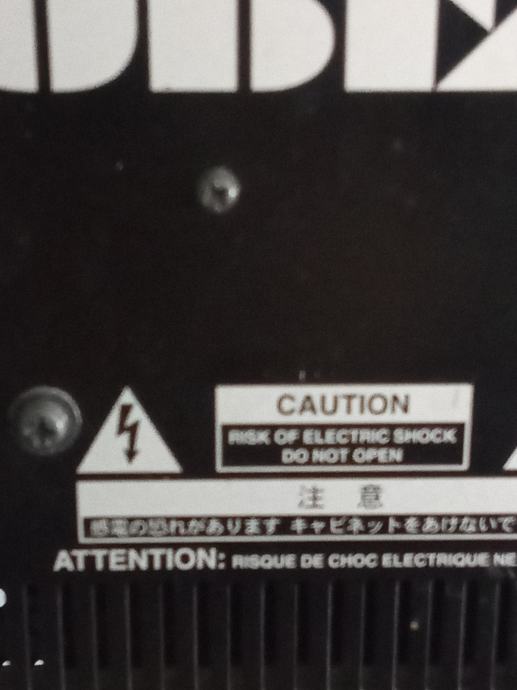 CAUTION
RISK OF ELECTRIC SHOCK
DO NOT OPEN
注 意
感電の恐れがあります キャビネットをあけないで
ATTENTION: RISQUE DE CHOC ELECTRIQUE NE